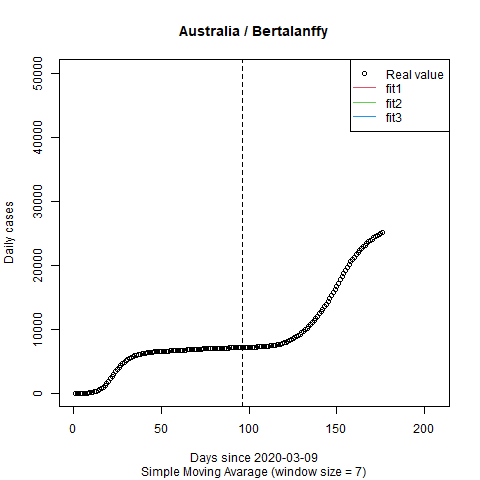 Australia / Bertalanffy
Real value
fit1
fit2
fit3
Daily cases
50000
40000
30000
20000
10000
0
0 50 100 150 200
Days since 2020-03-09
Simple Moving Avarage (window size = 7)